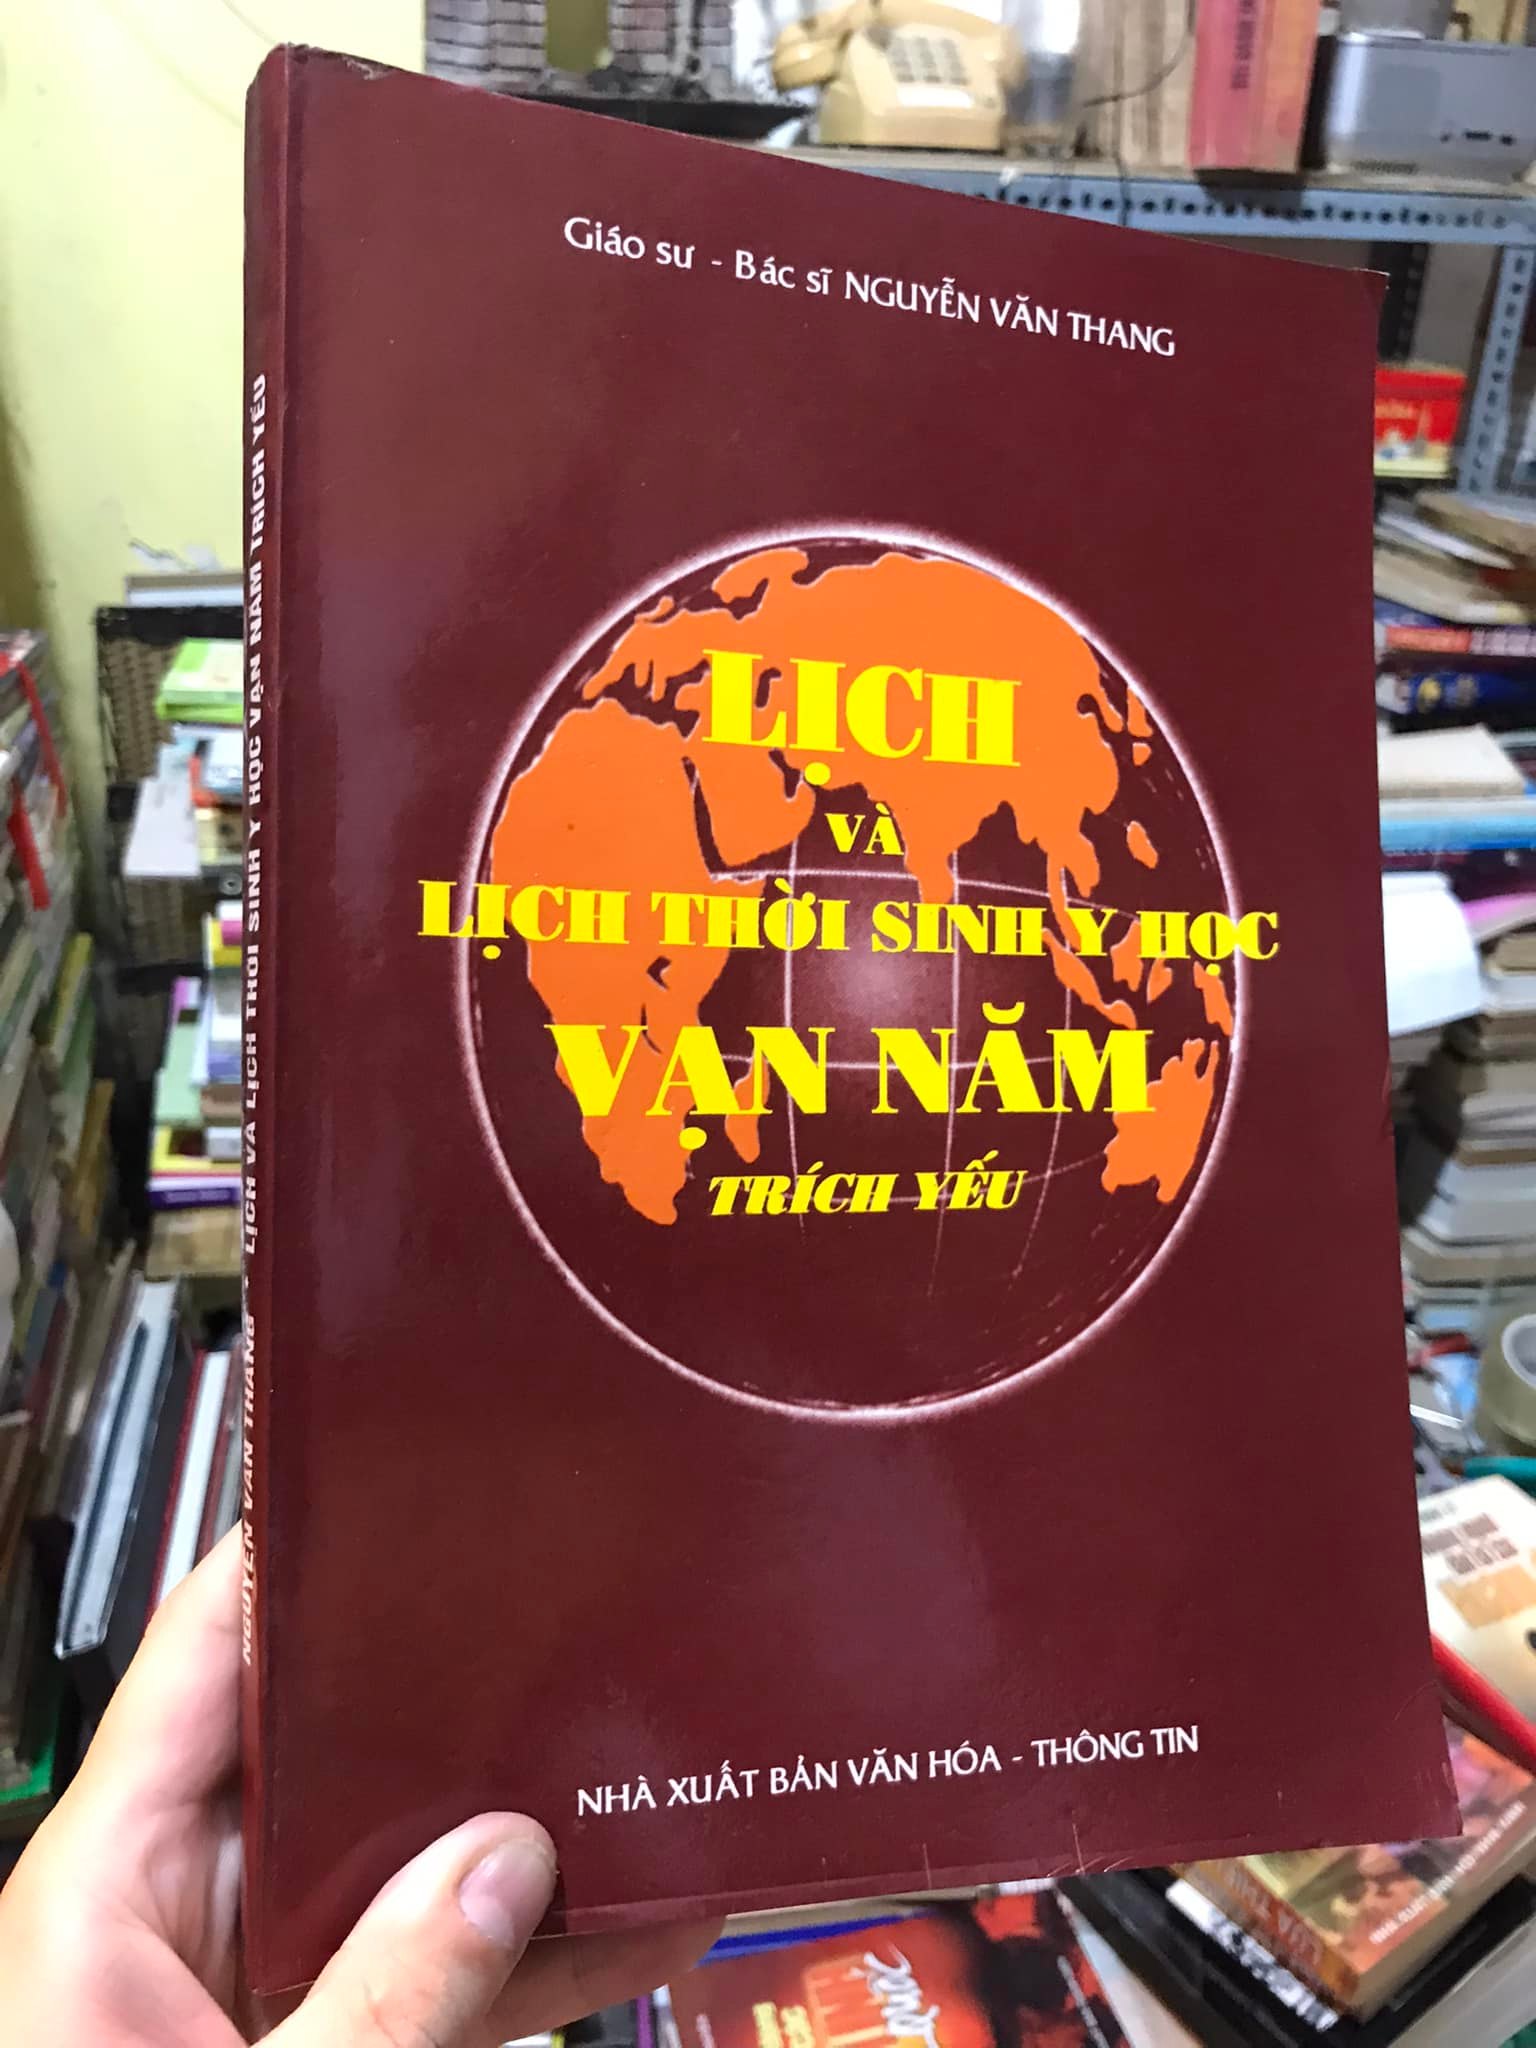 Giáo sư - Bác sĩ NGUYỄN VĂN THANG
LỊCH
VÀ
LỊCH THỜI SINH Y HỌC
VẠN NĂM
TRÍCH YẾU
NHÀ XUẤT BẢN VĂN HÓA - THÔNG TIN
NGUYỄN VĂN THANG LỊCH VÀ LỊCH THỜI SINH Y HỌC VẠN NĂM TRÍCH YẾU